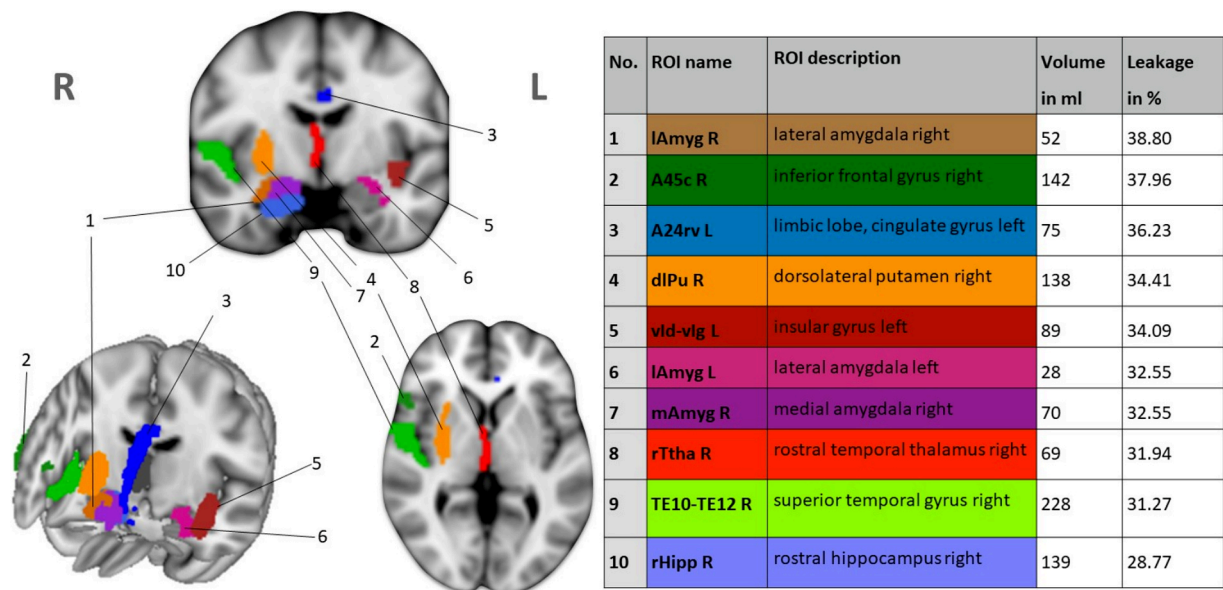 R
L
3
1
5
10
9
4
7
8
6
3
2
2
5
6
No. ROI name ROI description Volume in ml Leakage in %
1 lAmyg R lateral amygdala right 52 38.80
2 A45c R inferior frontal gyrus right 142 37.96
3 A24rv L limbic lobe, cingulate gyrus left 75 36.23
4 dlPu R dorsolateral putamen right 138 34.41
5 vId-vIg L insular gyrus left 89 34.09
6 lAmyg L lateral amygdala left 28 32.55
7 mAmyg R medial amygdala right 70 32.55
8 rTtha R rostral temporal thalamus right 69 31.94
9 TE10-TE12 R superior temporal gyrus right 228 31.27
10 rHipp R rostral hippocampus right 139 28.77